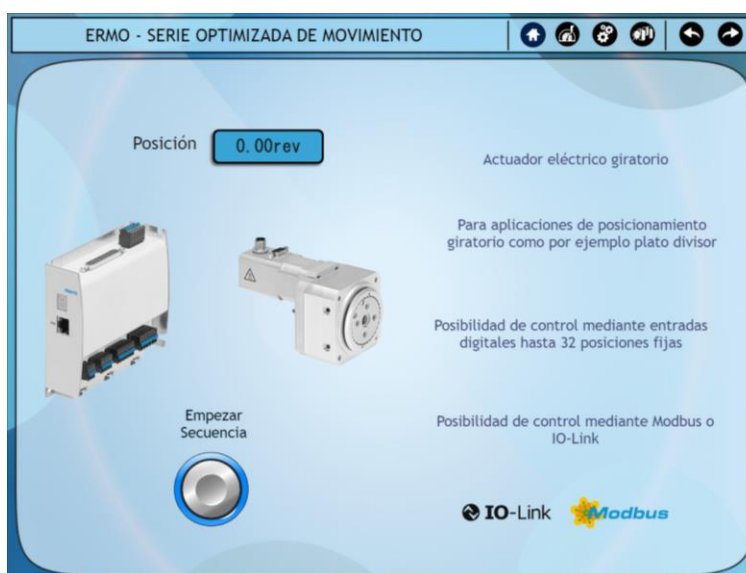 ERMO - SERIE OPTIMIZADA DE MOVIMIENTO
Posición
0.00rev
Actuador eléctrico giratorio
Para aplicaciones de posicionamiento
giratorio como por ejemplo plato divisor
Posibilidad de control mediante entradas
digitales hasta 32 posiciones fijas
Empezar
Secuencia
Posibilidad de control mediante Modbus o
IO-Link
IO-Link
Modbus